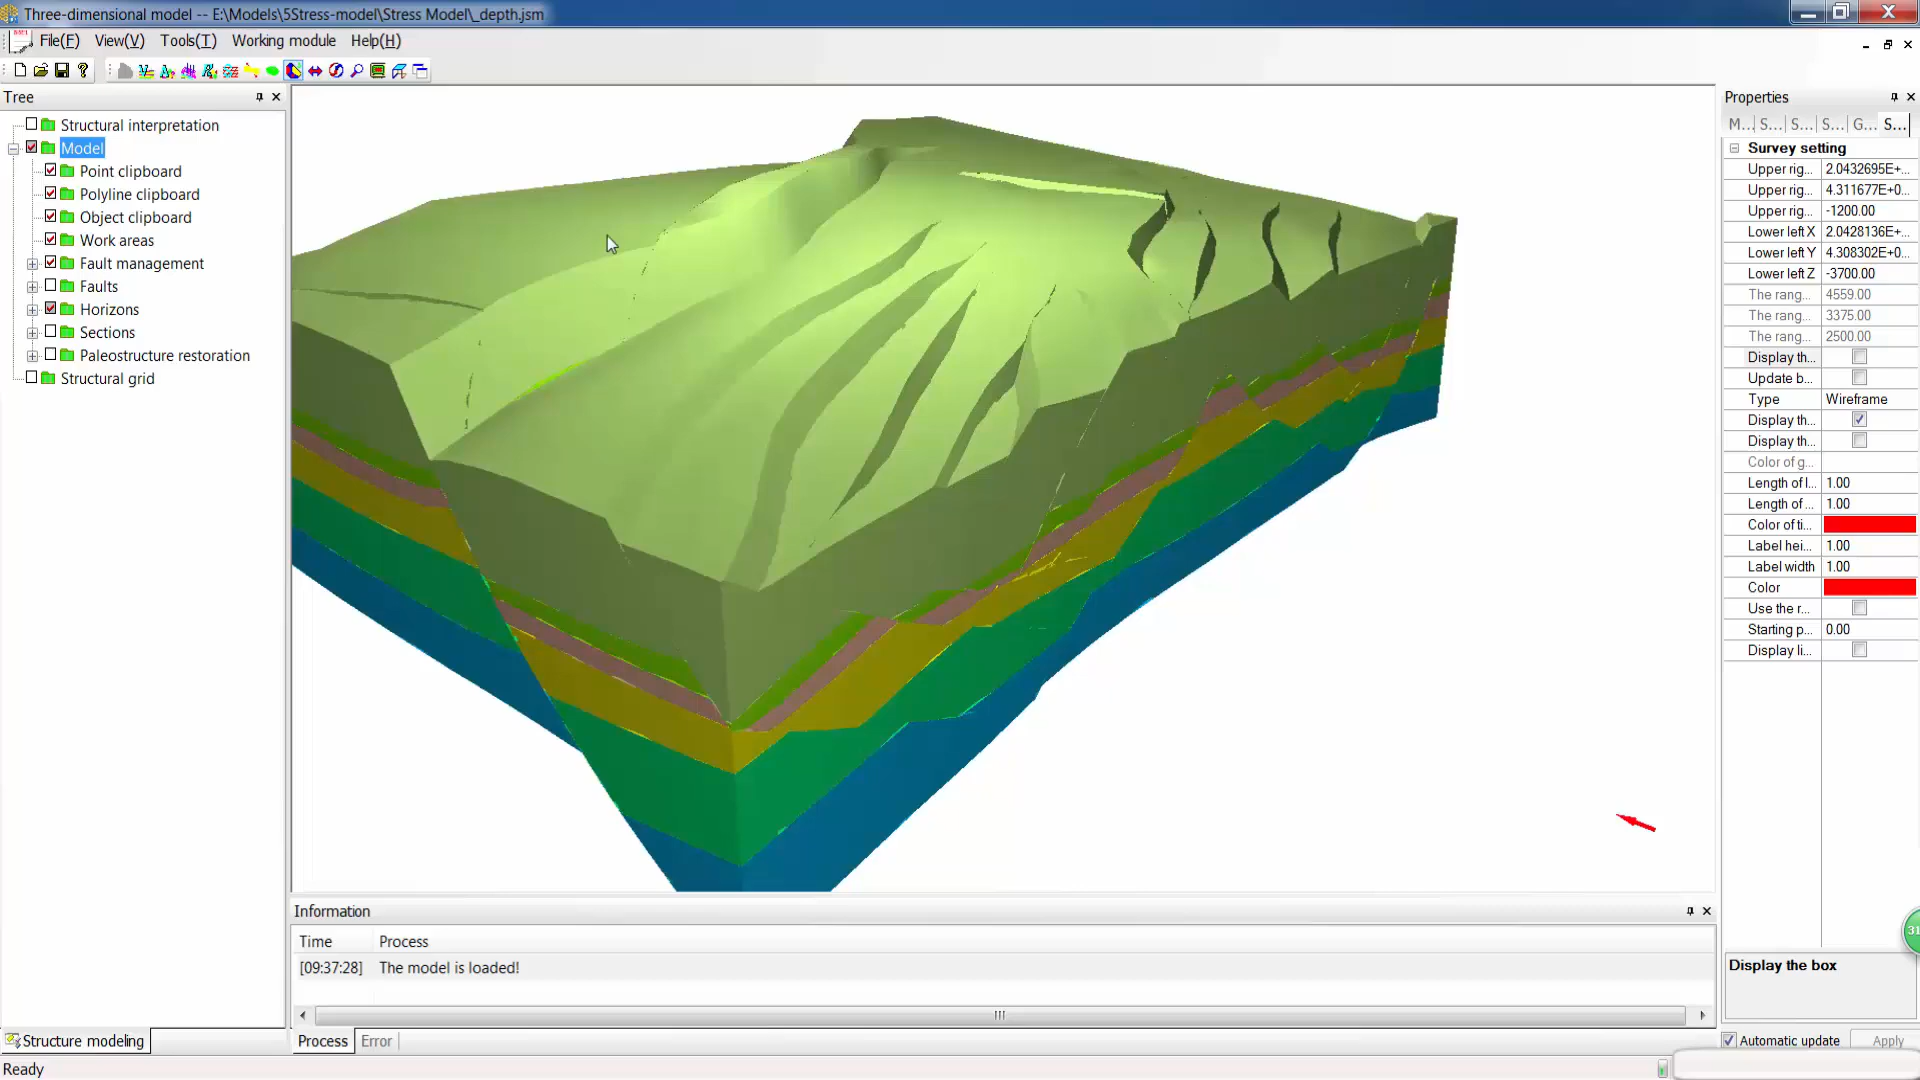 Three-dimensional model -- E:\Models\5Stress-model\Stress Model\_depth.jsm
File(F) View(V) Tools(T) Working module Help(H)
Tree
Structural interpretation
Model
Point clipboard
Polyline clipboard
Object clipboard
Work areas
Fault management
Faults
Horizons
Sections
Paleostructure restoration
Structural grid
Structure modeling
Ready
Information
Time Process
[09:37:28] The model is loaded!
Process Error
Properties
M... S... S... S... G... S...
Survey setting
Upper rig... 2.0432695E+...
Upper rig... 4.311677E+0...
Upper rig... -1200.00
Lower left X 2.0428136E+...
Lower left Y 4.308302E+0...
Lower left Z -3700.00
The rang... 4559.00
The rang... 3375.00
The rang... 2500.00
Display th...
Update b...
Type Wireframe
Display th...
Display th...
Color of g...
Length of l... 1.00
Length of ... 1.00
Color of ti...
Label hei... 1.00
Label width 1.00
Color
Use the r...
Starting p... 0.00
Display li...
31
Display the box
Automatic update Apply